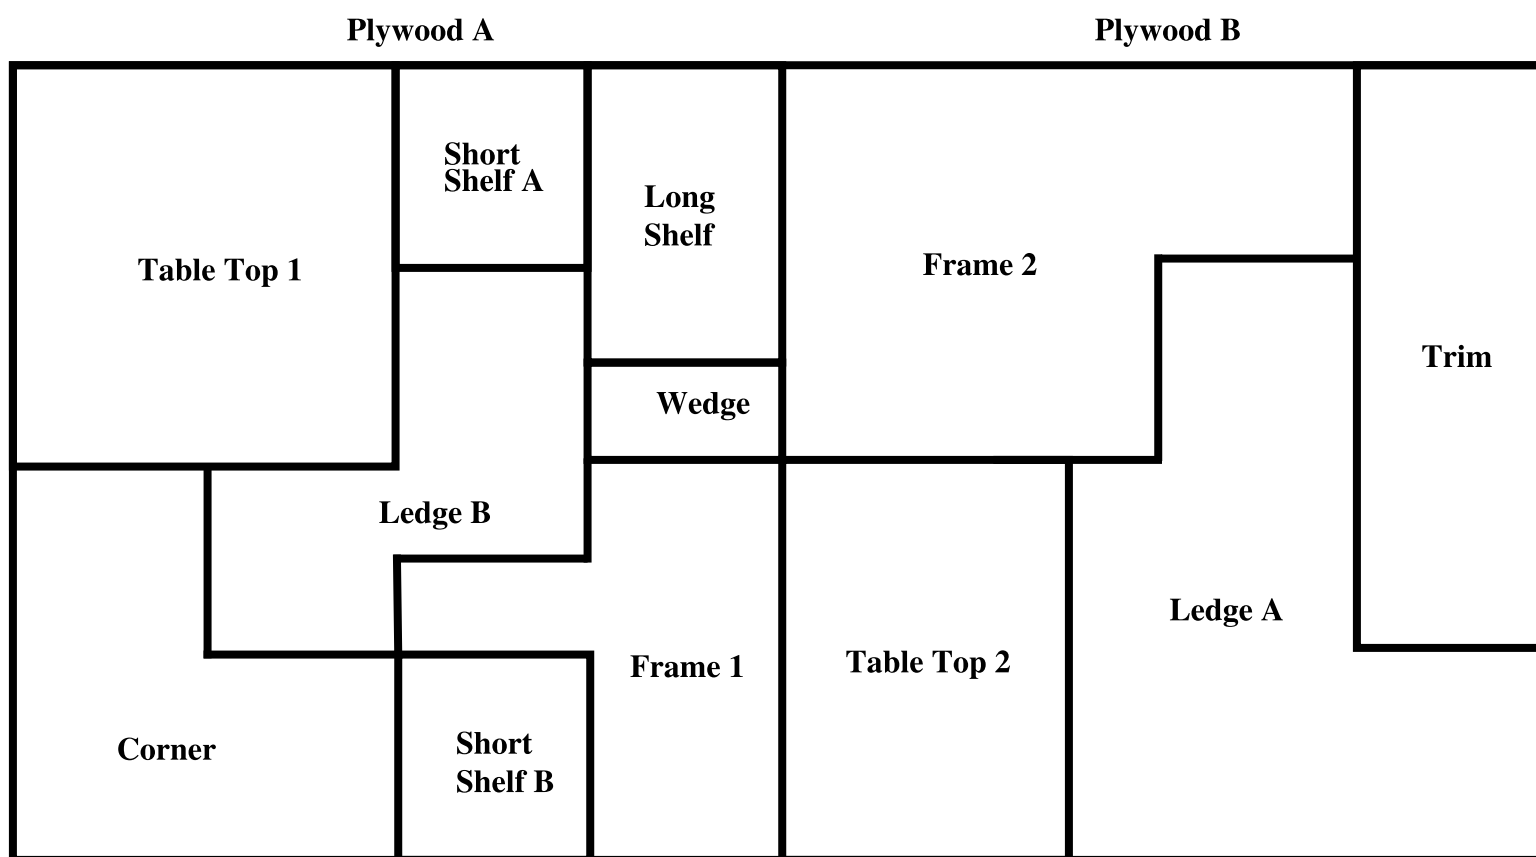 Plywood A
Plywood B
Short
Shelf A
Long
Shelf
Table Top 1
Frame 2
Trim
Wedge
Ledge B
Ledge A
Frame 1
Table Top 2
Corner
Short
Shelf B